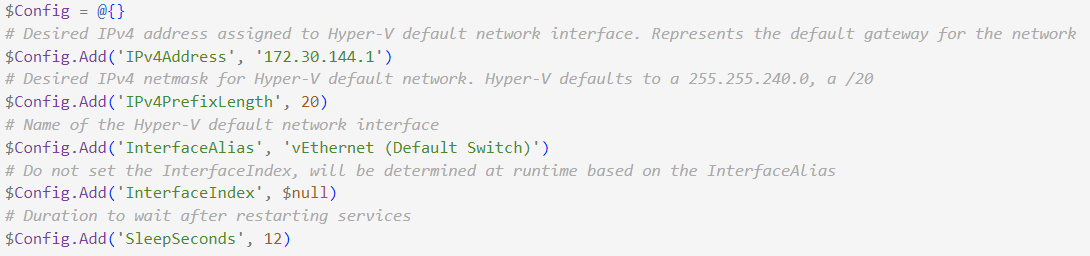 $Config = @{}
# Desired IPv4 address assigned to Hyper-V default network interface. Represents the default gateway for the network
$Config.Add('IPv4Address', '172.30.144.1')
# Desired IPv4 netmask for Hyper-V default network. Hyper-V defaults to a 255.255.240.0, a /20
$Config.Add('IPv4PrefixLength', 20)
# Name of the Hyper-V default network interface
$Config.Add('InterfaceAlias', 'vEthernet (Default Switch)')
# Do not set the InterfaceIndex, will be determined at runtime based on the InterfaceAlias
$Config.Add('InterfaceIndex', $null)
# Duration to wait after restarting services
$Config.Add('SleepSeconds', 12)